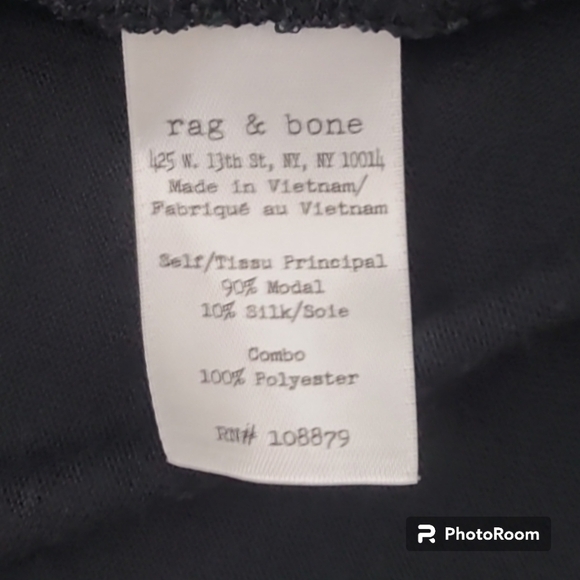 rag & bone
425 W. 13th St, NY, NY 10014
Made in Vietnam/
Fabriqué au Vietnam
Self/Tissu Principal
90% Modal
10% Silk/Soie
Combo
100% Polyester
RN# 108879
PhotoRoom